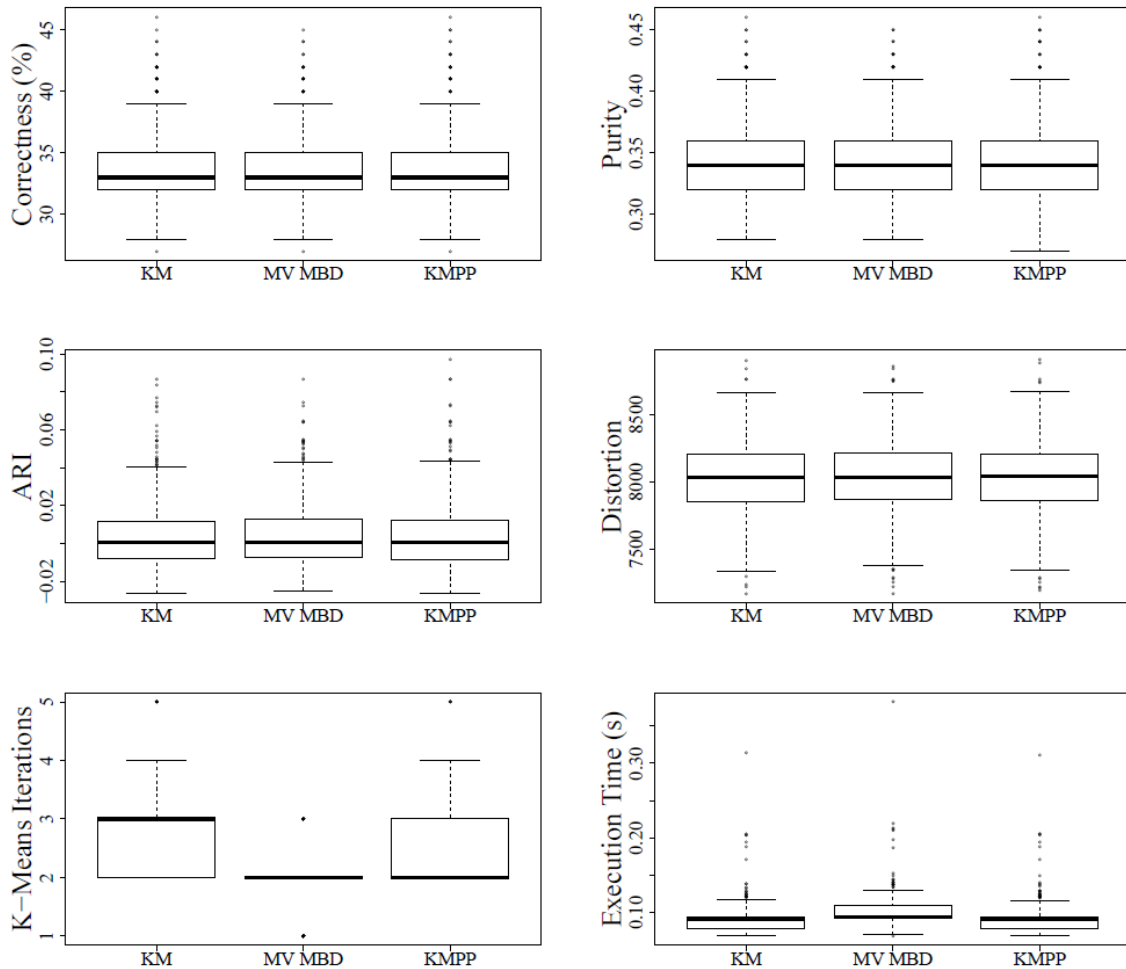 Correctness (%)
45
40
35
30
KM
MV MBD
KMPP
Purity
0.45
0.40
0.35
0.30
KM
MV MBD
KMPP
ARI
0.10
0.06
0.02
−0.02
KM
MV MBD
KMPP
Distortion
8500
8000
7500
KM
MV MBD
KMPP
K−Means Iterations
5
4
3
2
1
KM
MV MBD
KMPP
Execution Time (s)
0.30
0.20
0.10
KM
MV MBD
KMPP